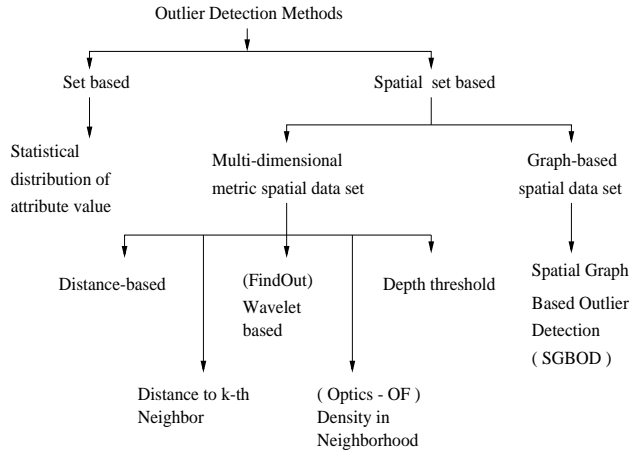 Outlier Detection Methods
Set based
Spatial set based
Statistical
distribution of
attribute value
Multi-dimensional
metric spatial data set
Graph-based
spatial data set
Distance-based
(FindOut)
Wavelet
based
Depth threshold
Spatial Graph
Based Outlier
Detection
( SGBOD )
Distance to k-th
Neighbor
( Optics - OF )
Density in
Neighborhood